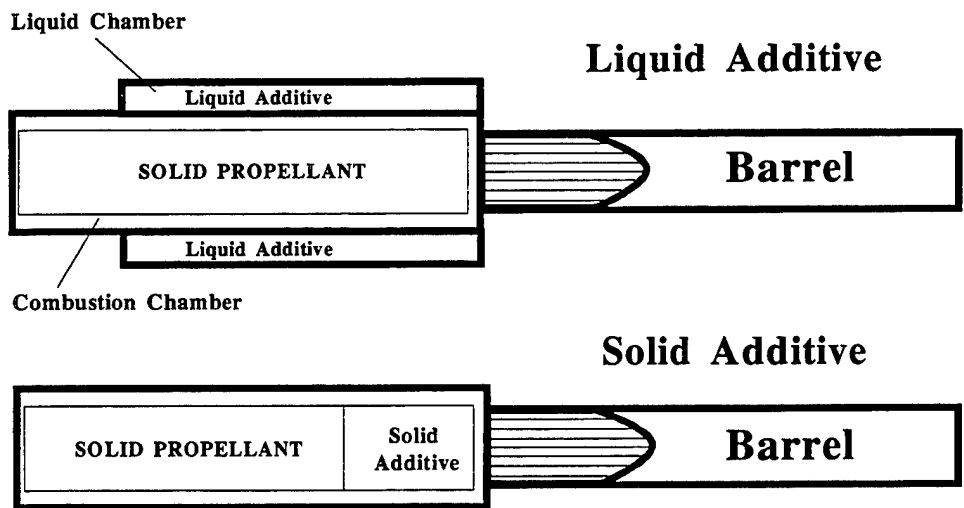 Liquid Chamber
Liquid Additive
Liquid Additive
SOLID PROPELLANT
Barrel
Liquid Additive
Combustion Chamber
Solid Additive
SOLID PROPELLANT
Solid
Additive
Barrel